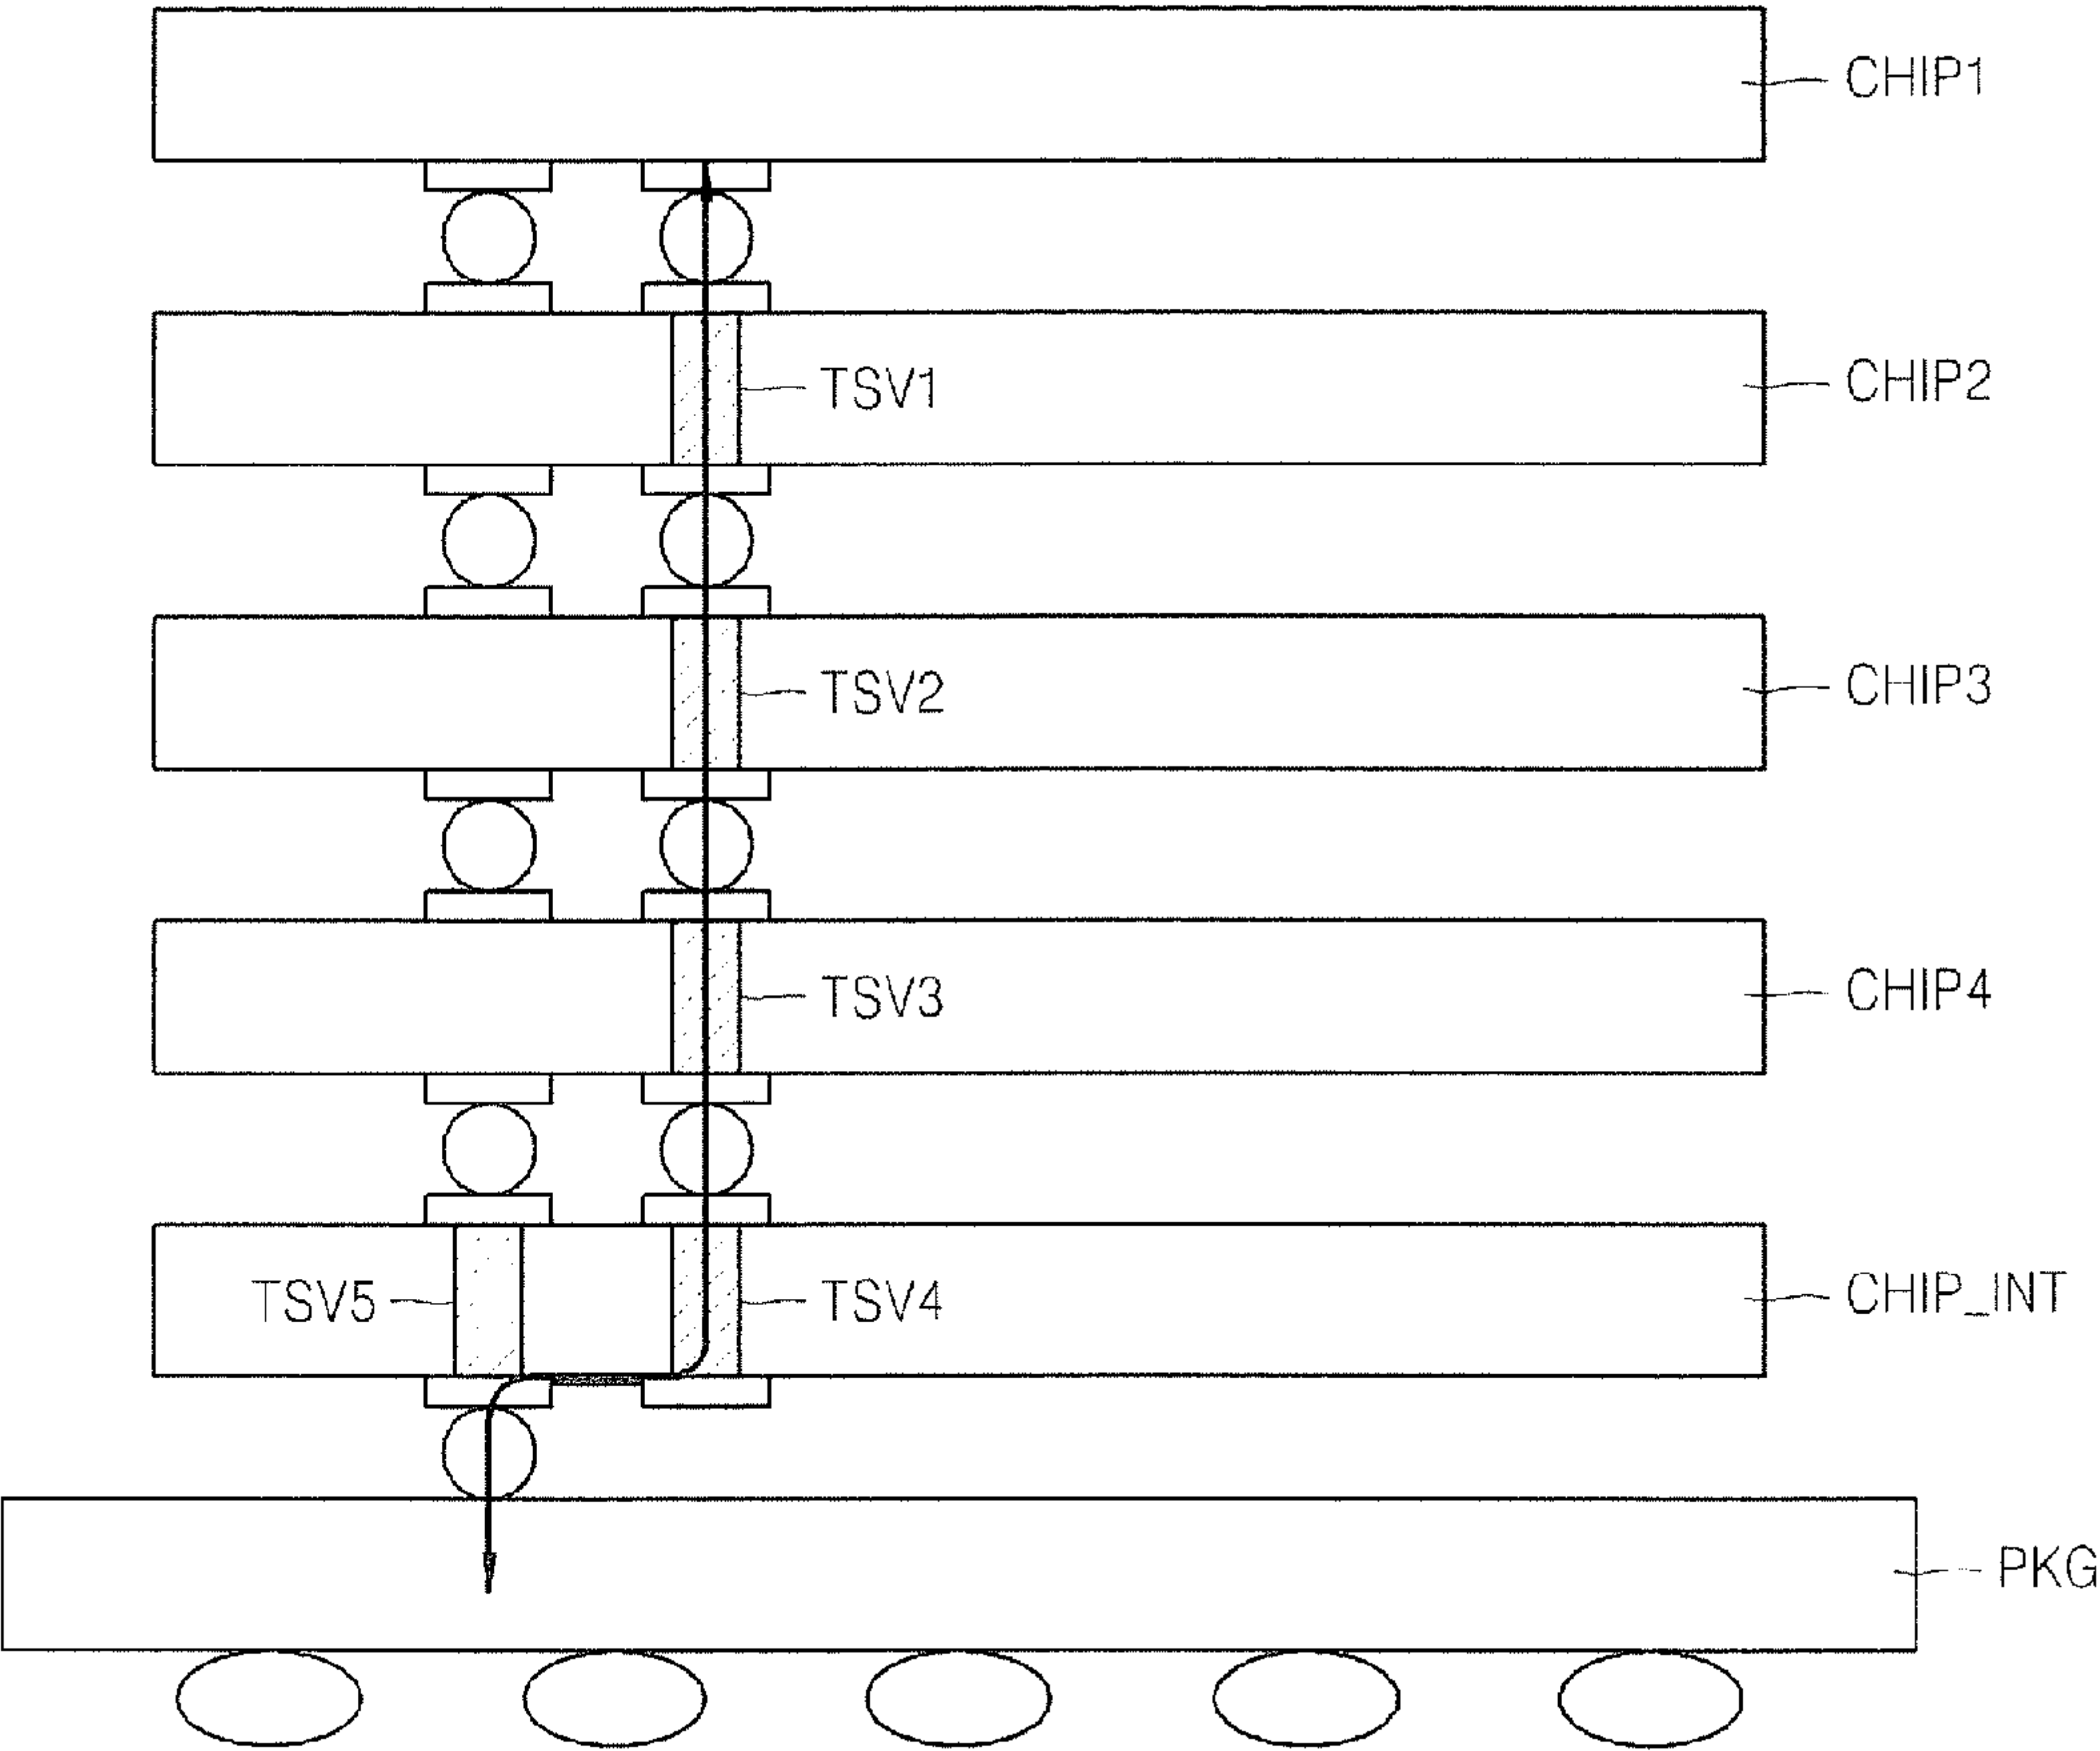 CHIP1
TSV1 CHIP2
TSV2 CHIP3
TSV3 CHIP4
TSV5 TSV4 CHIP_INT
PKG